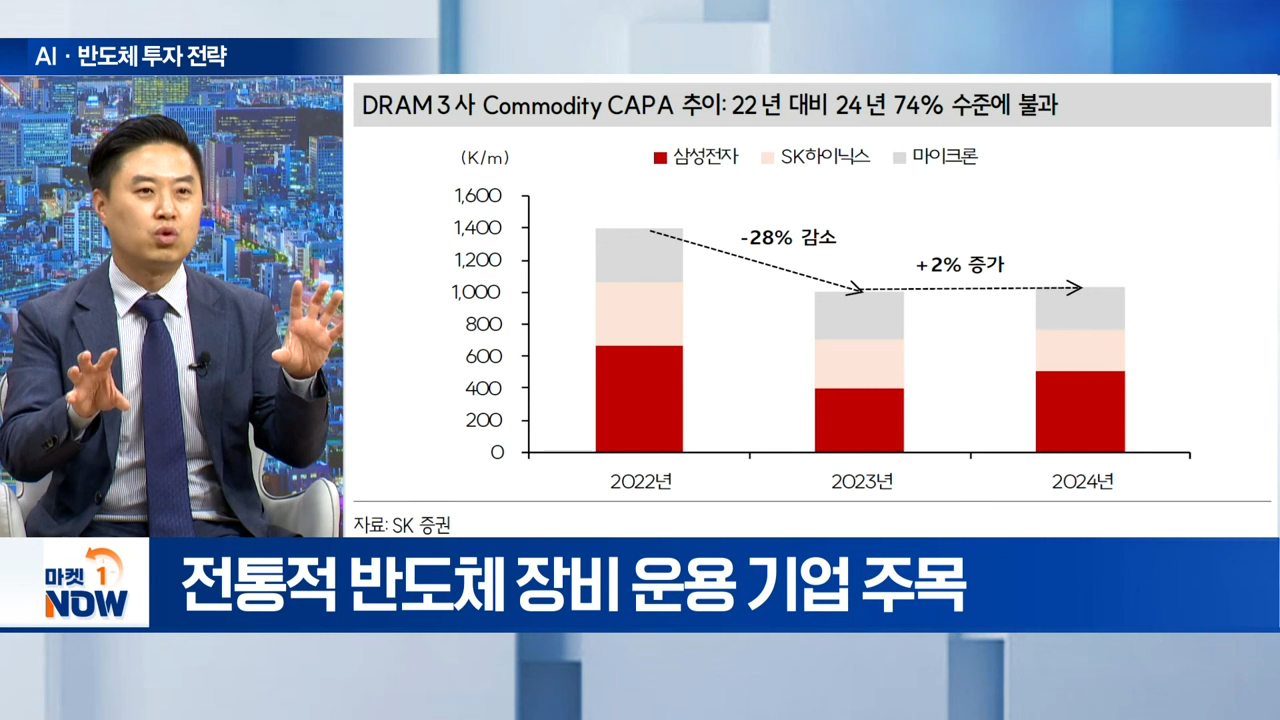 AI · 반도체 투자 전략
DRAM 3사 Commodity CAPA 추이: 22년 대비 24년 74% 수준에 불과
(K/m)
삼성전자 SK하이닉스 마이크론
1,600
1,400
1,200
1,000
800
600
400
200
0
-28% 감소
+2% 증가
2022년 2023년 2024년
자료: SK 증권
마켓 1
NOW
전통적 반도체 장비 운용 기업 주목